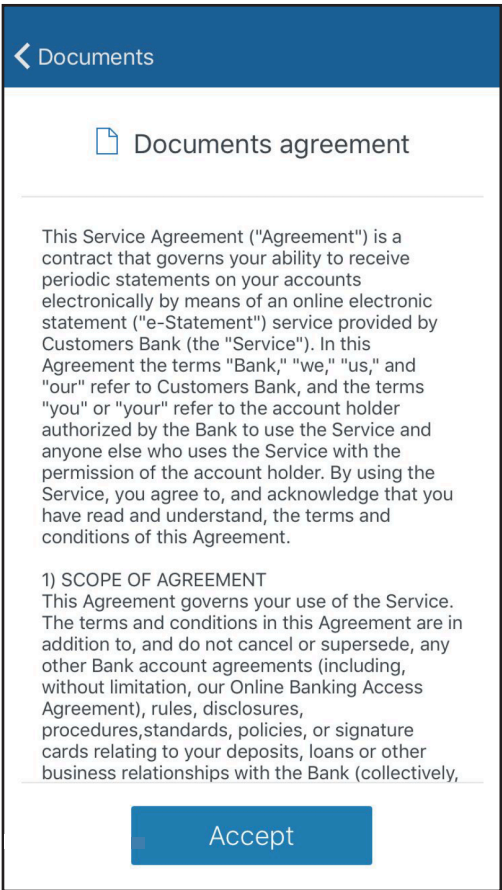 Documents
Documents agreement
This Service Agreement ("Agreement") is a
contract that governs your ability to receive
periodic statements on your accounts
electronically by means of an online electronic
statement ("e-Statement") service provided by
Customers Bank (the "Service"). In this
Agreement the terms "Bank," "we," "us," and
"our" refer to Customers Bank, and the terms
"you" or "your" refer to the account holder
authorized by the Bank to use the Service and
anyone else who uses the Service with the
permission of the account holder. By using the
Service, you agree to, and acknowledge that you
have read and understand, the terms and
conditions of this Agreement.
1) SCOPE OF AGREEMENT
This Agreement governs your use of the Service.
The terms and conditions in this Agreement are in
addition to, and do not cancel or supersede, any
other Bank account agreements (including,
without limitation, our Online Banking Access
Agreement), rules, disclosures,
procedures,standards, policies, or signature
cards relating to your deposits, loans or other
business relationships with the Bank (collectively,
Accept